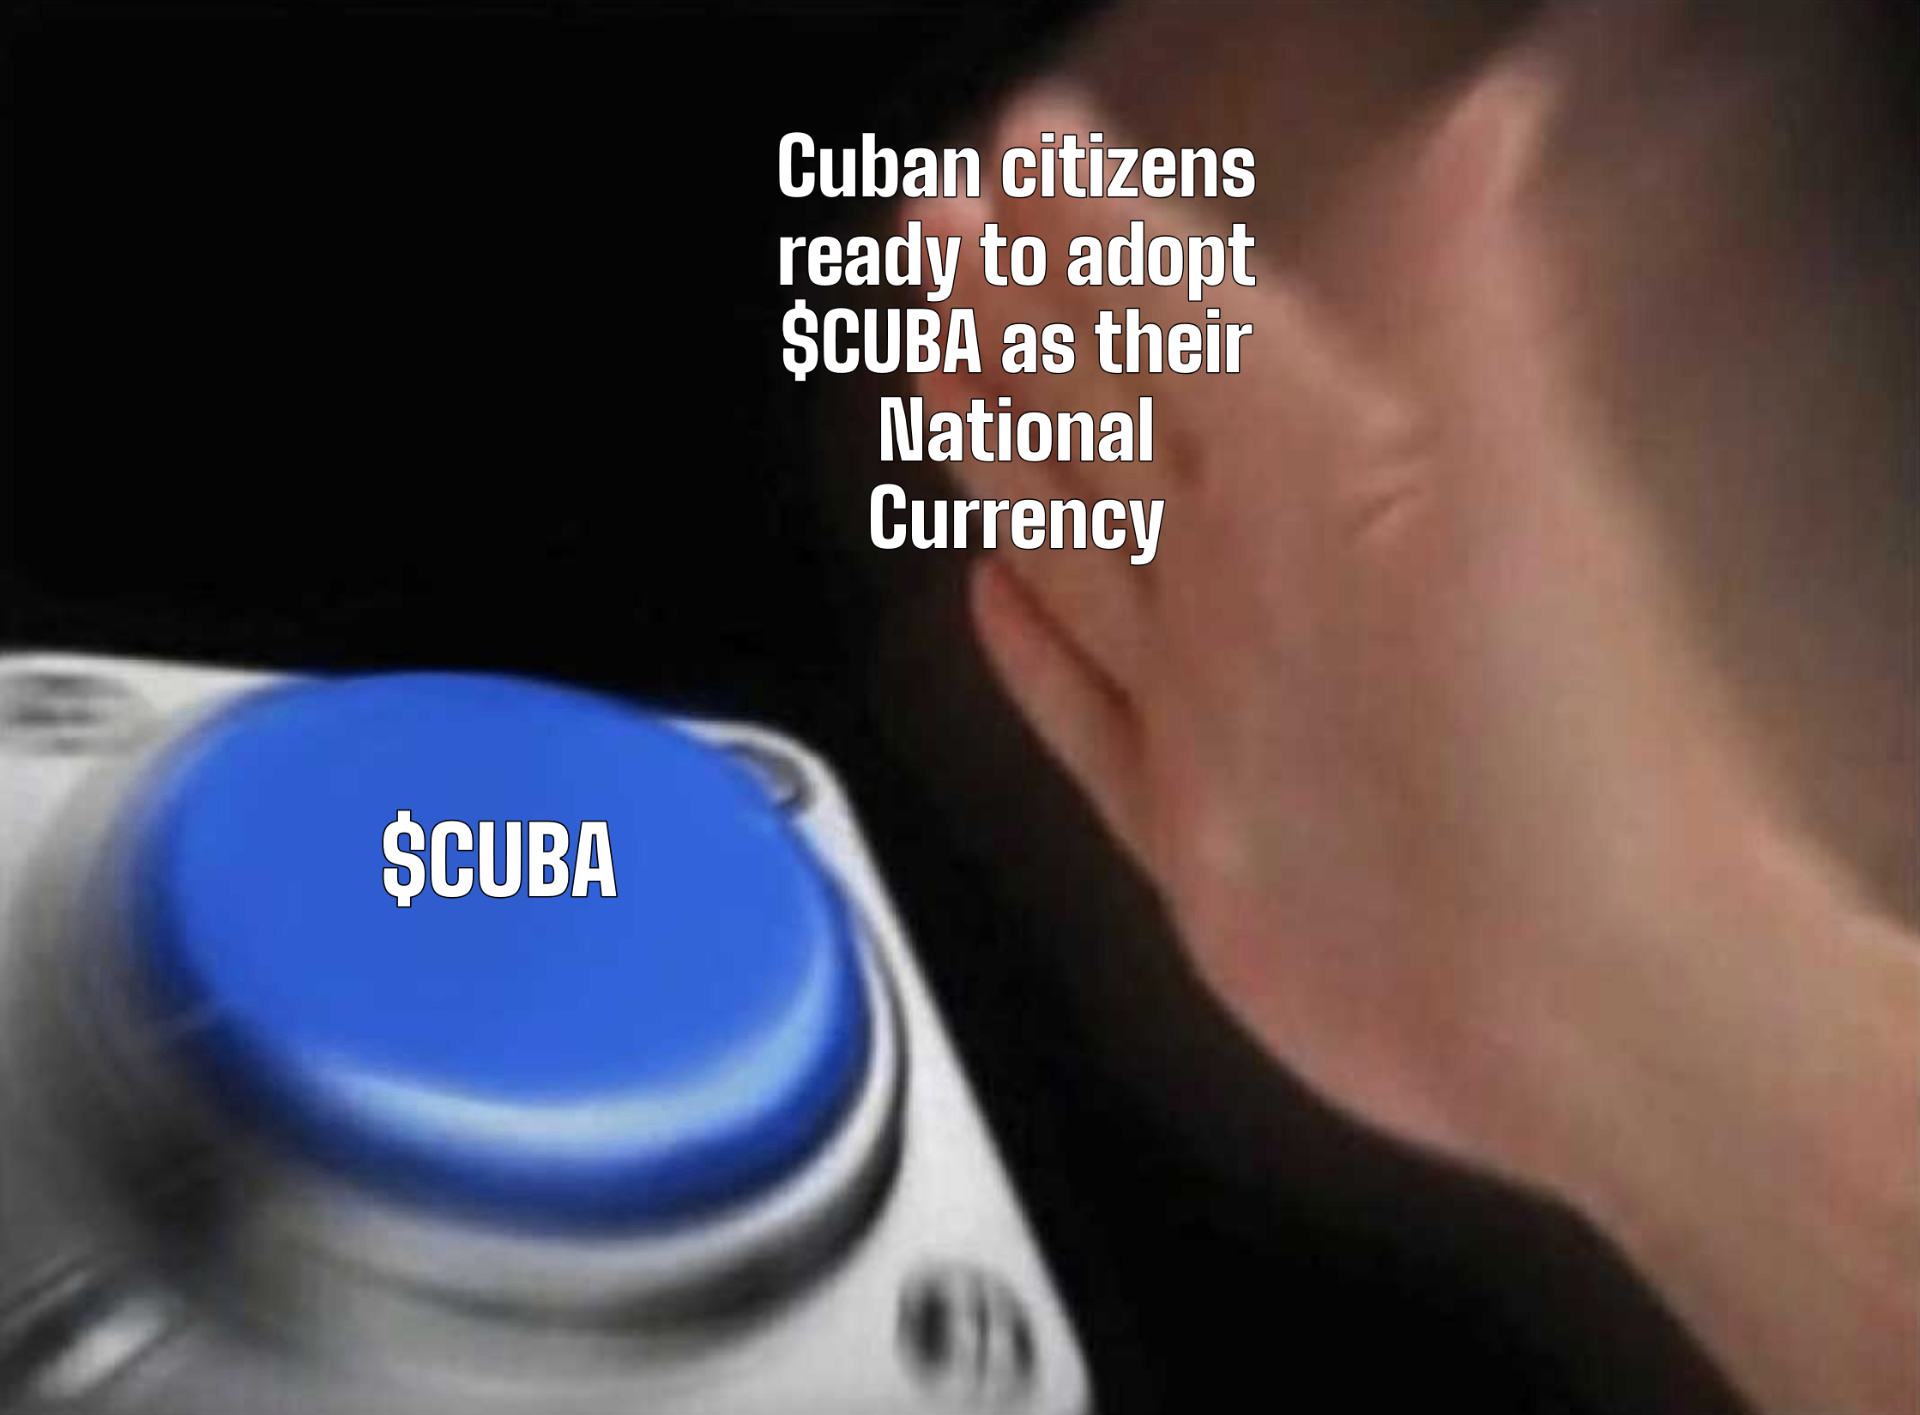 Cuban citizens
ready to adopt
$CUBA as their
National
Currency
$CUBA